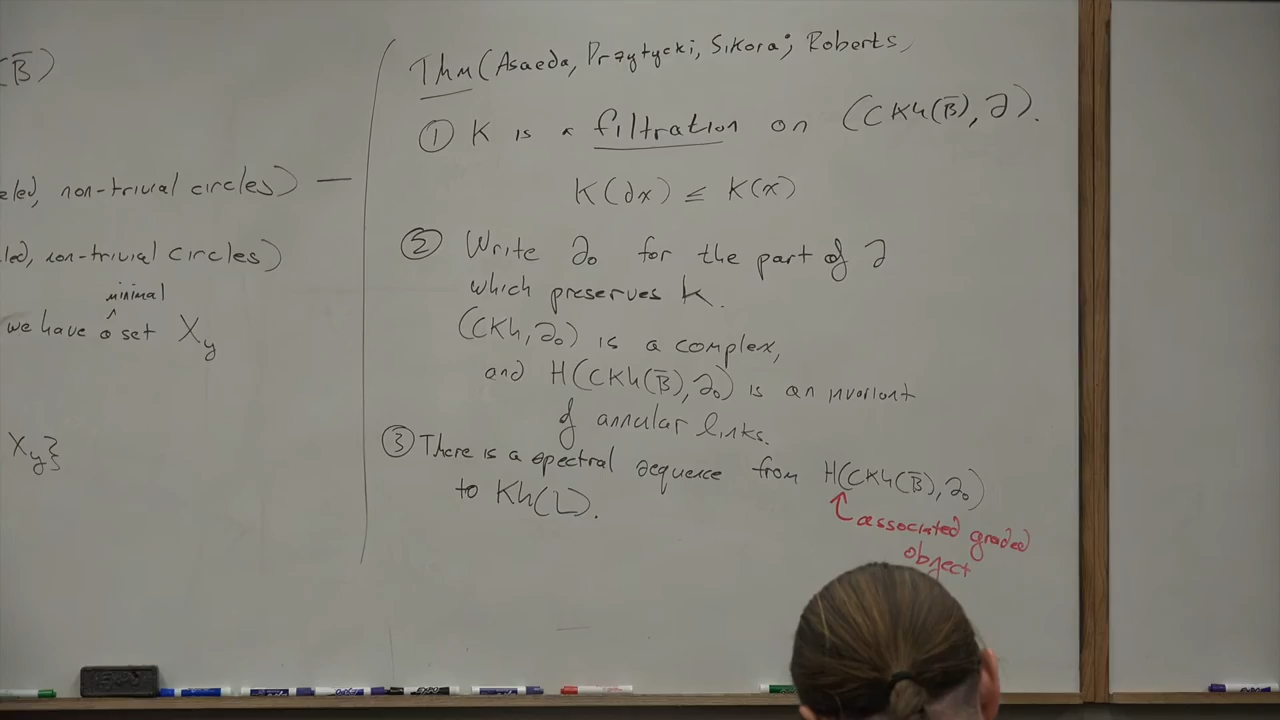 B̅)
eled, non-trivial circles) —
led, non-trivial circles)
minimal
we have a set X_y
X_y}
Thm (Asaeda, Przytycki, Sikora; Roberts,
① K is a filtration on (CKh(B̅), ∂).
K(∂x) ≤ K(x)
② Write ∂₀ for the part of ∂
which preserves K.
(CKh, ∂₀) is a complex,
and H(CKh(B̅), ∂₀) is an invariant
of annular links.
③ There is a spectral sequence from H(CKh(B̅), ∂₀)
to Kh(L).
↑ associated graded
object
EXPO